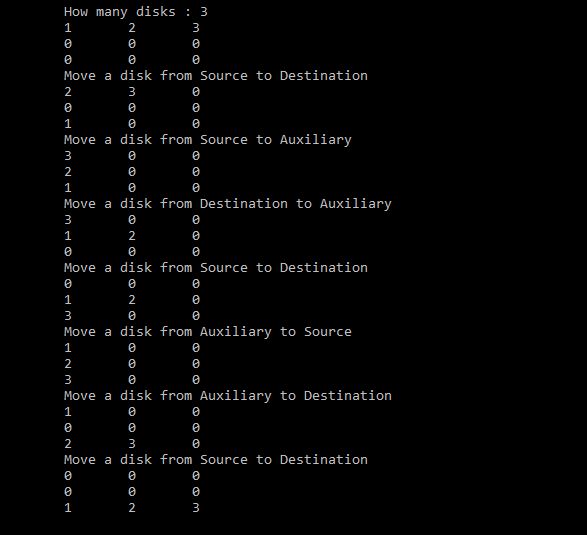 How many disks : 3
1 2 3
0 0 0
0 0 0
Move a disk from Source to Destination
2 3 0
0 0 0
1 0 0
Move a disk from Source to Auxiliary
3 0 0
2 0 0
1 0 0
Move a disk from Destination to Auxiliary
3 0 0
1 2 0
0 0 0
Move a disk from Source to Destination
0 0 0
1 2 0
3 0 0
Move a disk from Auxiliary to Source
1 0 0
2 0 0
3 0 0
Move a disk from Auxiliary to Destination
1 0 0
0 0 0
2 3 0
Move a disk from Source to Destination
0 0 0
0 0 0
1 2 3